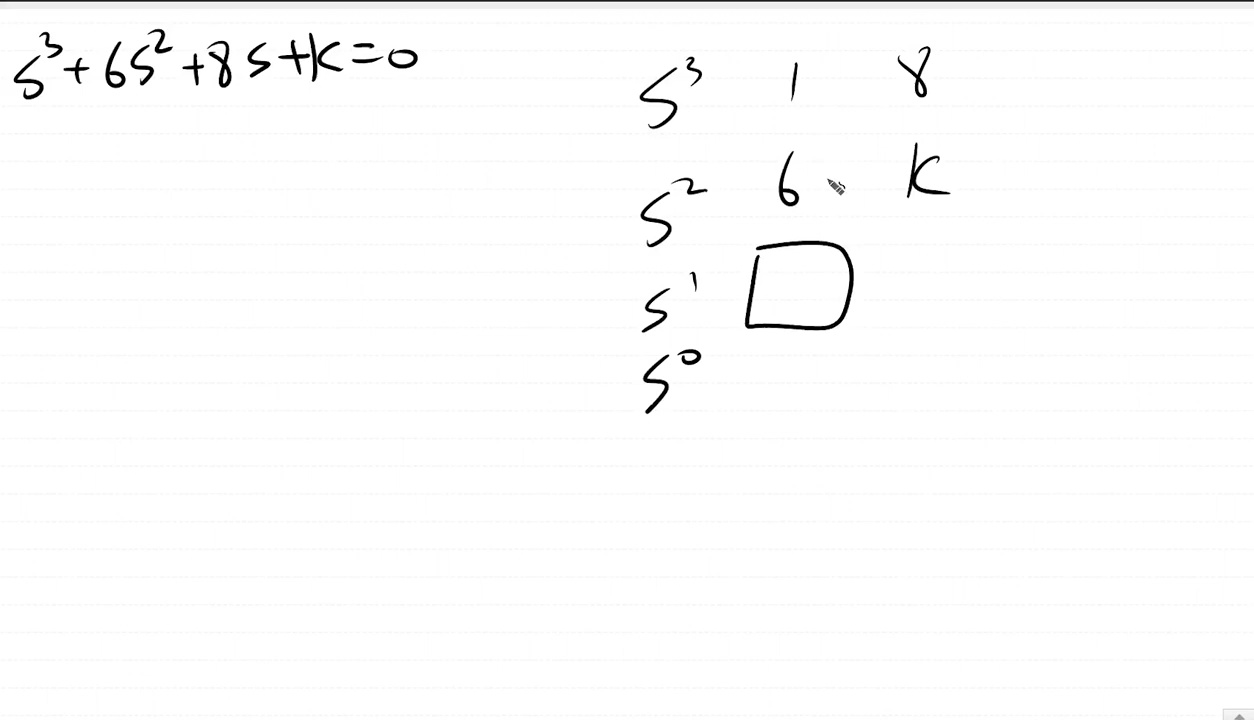 s³+6s²+8s+k=0
s³ 1 8
s² 6 k
s¹
s⁰